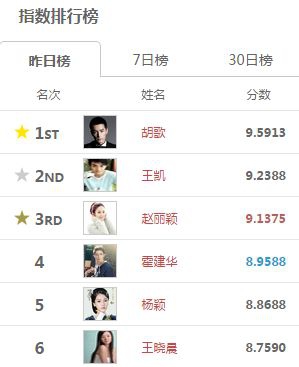 指数排行榜
昨日榜 7日榜 30日榜
名次 姓名 分数
1ST 胡歌 9.5913
2ND 王凯 9.2388
3RD 赵丽颖 9.1375
4 霍建华 8.9588
5 杨颖 8.8688
6 王晓晨 8.7590